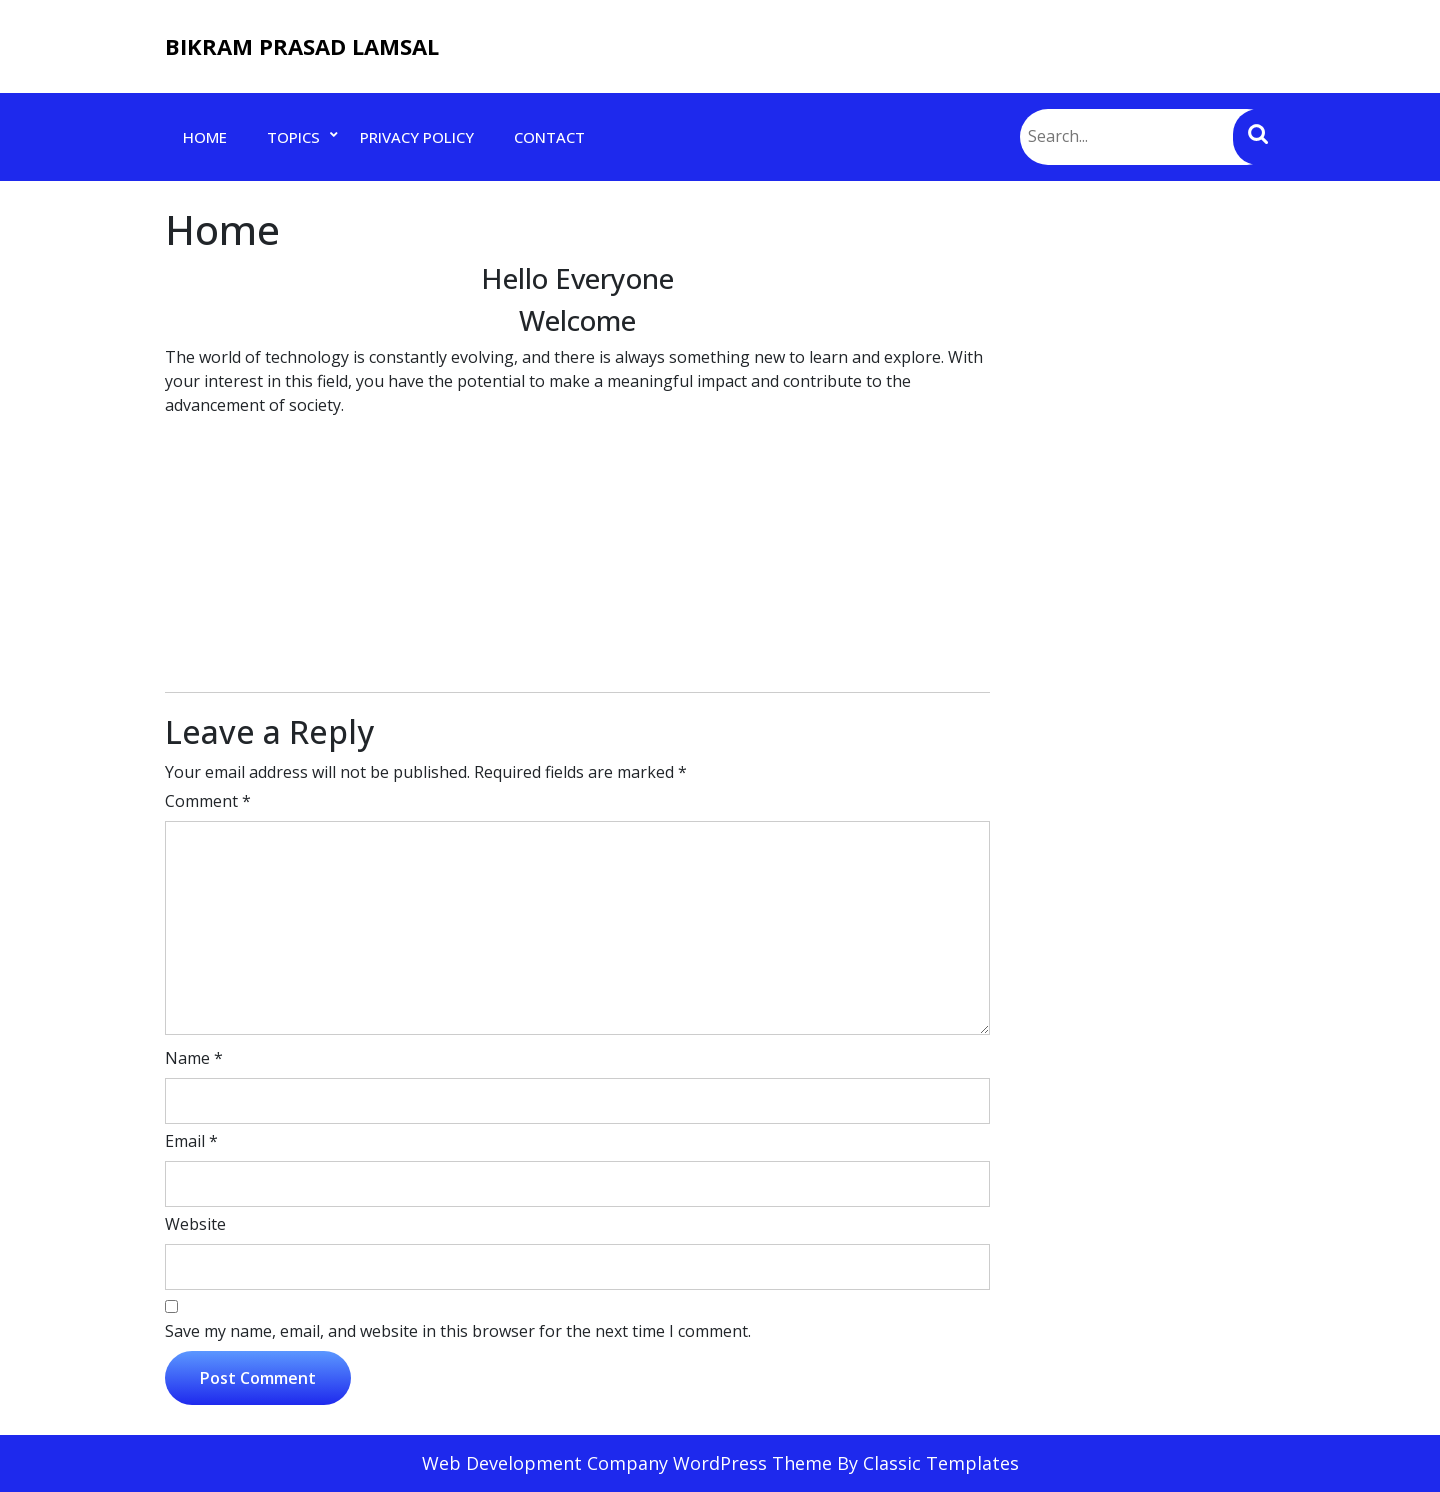 BIKRAM PRASAD LAMSAL
HOME
TOPICS
PRIVACY POLICY
CONTACT
Search...
Home
Hello Everyone
Welcome
The world of technology is constantly evolving, and there is always something new to learn and explore. With
your interest in this field, you have the potential to make a meaningful impact and contribute to the
advancement of society.
Leave a Reply
Your email address will not be published. Required fields are marked *
Comment *
Name *
Email *
Website
Save my name, email, and website in this browser for the next time I comment.
Post Comment
Web Development Company WordPress Theme By Classic Templates